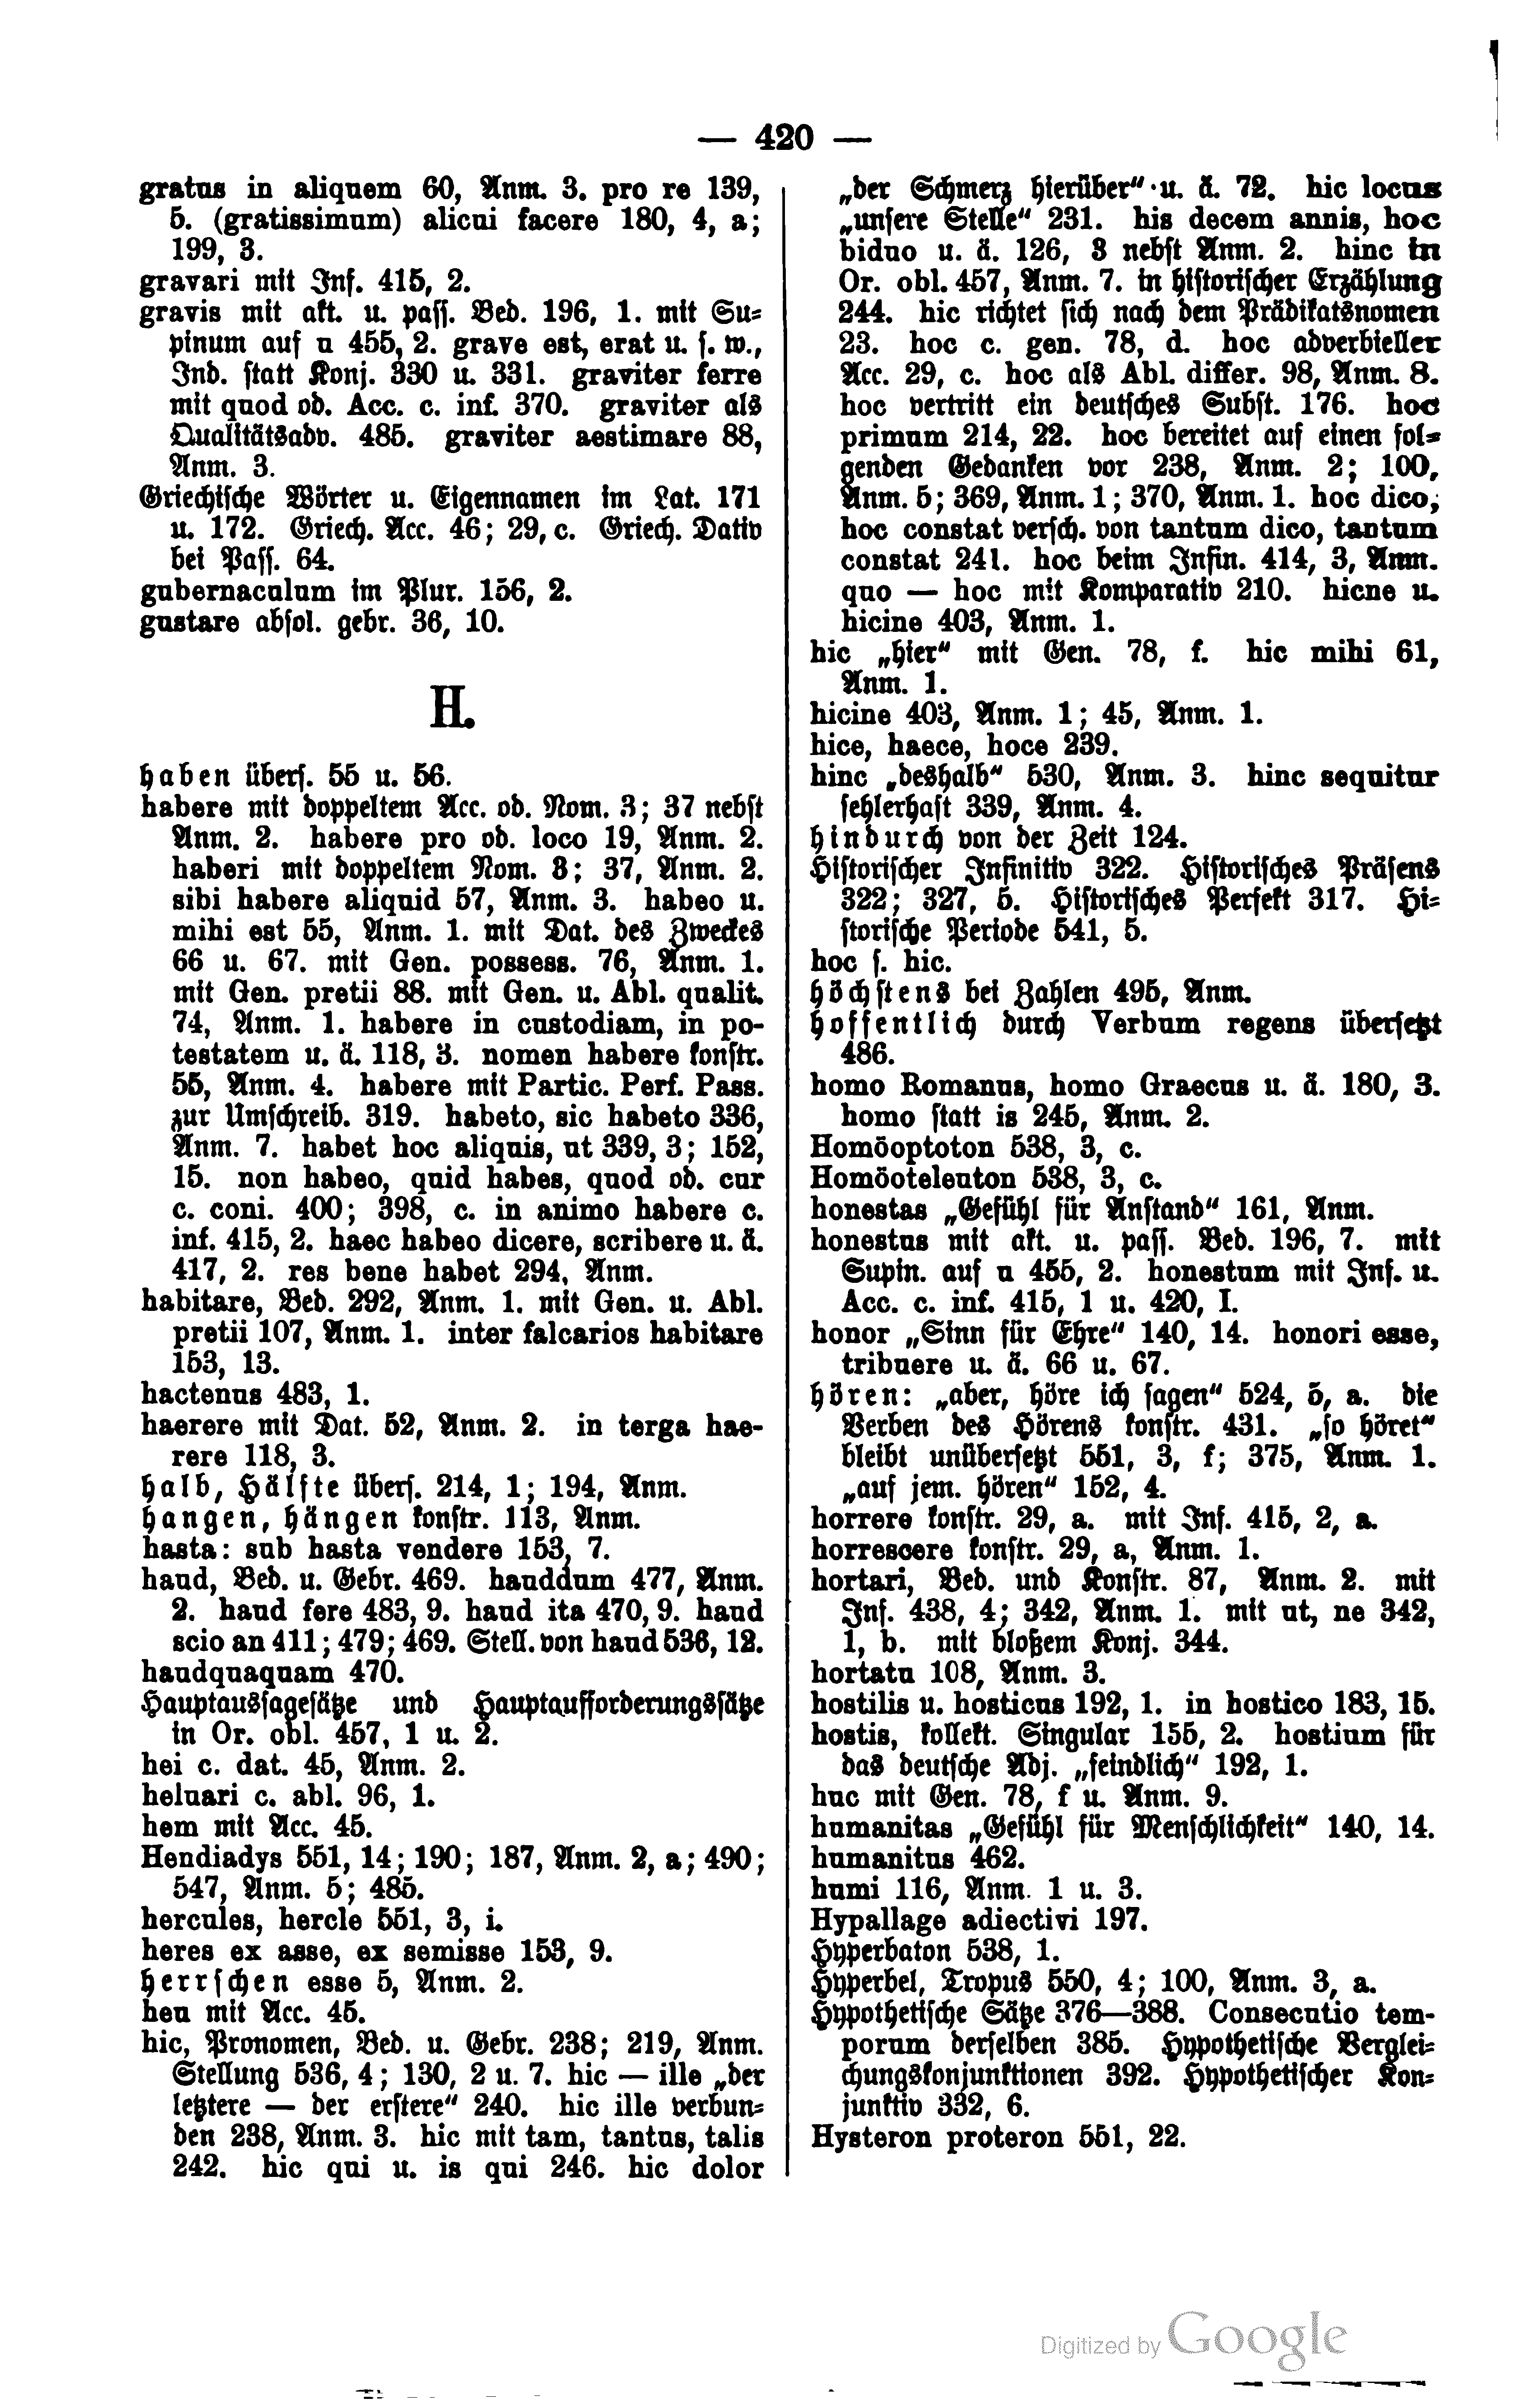 — 420 —
gratus in aliquem 60, Anm. 3. pro re 139,
5. (gratissimum) alicui facere 180, 4, a;
199, 3.
gravari mit Inf. 415, 2.
gravis mit akt. u. pass. Bed. 196, 1. mit Su-
pinum auf u 455, 2. grave est, erat u. s. w.,
Ind. statt Konj. 330 u. 331. graviter ferre
mit quod od. Acc. c. inf. 370. graviter als
Qualitätsadv. 485. graviter aestimare 88,
Anm. 3.
Griechische Wörter u. Eigennamen im Lat. 171
u. 172. Griech. Acc. 46; 29, c. Griech. Dativ
bei Pass. 64.
gubernaculum im Plur. 156, 2.
gustare absol. gebr. 36, 10.
H.
haben übers. 55 u. 56.
habere mit doppeltem Acc. od. Nom. 3; 37 nebst
Anm. 2. habere pro od. loco 19, Anm. 2.
haberi mit doppeltem Nom. 3; 37, Anm. 2.
sibi habere aliquid 57, Anm. 3. habeo u.
mihi est 55, Anm. 1. mit Dat. des Zweckes
66 u. 67. mit Gen. possess. 76, Anm. 1.
mit Gen. pretii 88. mit Gen. u. Abl. qualit.
74, Anm. 1. habere in custodiam, in po-
testatem u. ä. 118, 3. nomen habere konstr.
55, Anm. 4. habere mit Partic. Perf. Pass.
zur Umschreib. 319. habeto, sic habeto 336,
Anm. 7. habet hoc aliquis, ut 339, 3; 152,
15. non habeo, quid habes, quod od. cur
c. coni. 400; 398, c. in animo habere c.
inf. 415, 2. haec habeo dicere, scribere u. ä.
417, 2. res bene habet 294, Anm.
habitare, Bed. 292, Anm. 1. mit Gen. u. Abl.
pretii 107, Anm. 1. inter falcarios habitare
153, 13.
hactenus 483, 1.
haerere mit Dat. 52, Anm. 2. in terga hae-
rere 118, 3.
halb, Hälfte übers. 214, 1; 194, Anm.
hangen, hängen konstr. 113, Anm.
hasta: sub hasta vendere 153, 7.
haud, Bed. u. Gebr. 469. hauddum 477, Anm.
2. haud fere 483, 9. haud ita 470, 9. haud
scio an 411; 479; 469. Stell. von haud 536, 12.
haudquaquam 470.
Hauptaussagesätze und Hauptaufforderungssätze
in Or. obl. 457, 1 u. 2.
hei c. dat. 45, Anm. 2.
heluari c. abl. 96, 1.
hem mit Acc. 45.
Hendiadys 551, 14; 190; 187, Anm. 2, a; 490;
547, Anm. 5; 485.
hercules, hercle 551, 3, i.
heres ex asse, ex semisse 153, 9.
herrschen esse 5, Anm. 2.
heu mit Acc. 45.
hic, Pronomen, Bed. u. Gebr. 238; 219, Anm.
Stellung 536, 4; 130, 2 u. 7. hic — ille „der
letztere — der erstere“ 240. hic ille verbun-
den 238, Anm. 3. hic mit tam, tantus, talis
242. hic qui u. is qui 246. hic dolor
„der Schmerz hierüber“ u. ä. 72. hic locus
„unsere Stelle“ 231. his decem annis, hoc
biduo u. ä. 126, 3 nebst Anm. 2. hinc in
Or. obl. 457, Anm. 7. in historischer Erzählung
244. hic richtet sich nach dem Prädikatsnomen
23. hoc c. gen. 78, d. hoc adverbieller
Acc. 29, c. hoc als Abl. differ. 98, Anm. 8.
hoc vertritt ein deutsches Subst. 176. hoc
primum 214, 22. hoc bereitet auf einen fol-
genden Gedanken vor 238, Anm. 2; 100,
Anm. 5; 369, Anm. 1; 370, Anm. 1. hoc dico,
hoc constat versch. von tantum dico, tantum
constat 241. hoc beim Infin. 414, 3, Anm.
quo — hoc mit Komparativ 210. hicne u.
hicine 403, Anm. 1.
hic „hier“ mit Gen. 78, f. hic mihi 61,
Anm. 1.
hicine 403, Anm. 1; 45, Anm. 1.
hice, haece, hoce 239.
hinc „deshalb“ 530, Anm. 3. hinc sequitur
fehlerhaft 339, Anm. 4.
hindurch von der Zeit 124.
Historischer Infinitiv 322. Historisches Präsens
322; 327, 5. Historisches Perfekt 317. Hi-
storische Periode 541, 5.
hoc s. hic.
höchstens bei Zahlen 495, Anm.
hoffentlich durch Verbum regens übersetzt
486.
homo Romanus, homo Graecus u. ä. 180, 3.
homo statt is 245, Anm. 2.
Homöoptoton 538, 3, c.
Homöoteleuton 538, 3, c.
honestas „Gefühl für Anstand“ 161, Anm.
honestus mit akt. u. pass. Bed. 196, 7. mit
Supin. auf u 455, 2. honestum mit Inf. u.
Acc. c. inf. 415, 1 u. 420, I.
honor „Sinn für Ehre“ 140, 14. honori esse,
tribuere u. ä. 66 u. 67.
hören: „aber, höre ich sagen“ 524, 5, a. die
Verben des Hörens konstr. 431. „so höret“
bleibt unübersetzt 551, 3, f; 375, Anm. 1.
„auf jem. hören“ 152, 4.
horrere konstr. 29, a. mit Inf. 415, 2, a.
horrescere konstr. 29, a, Anm. 1.
hortari, Bed. und Konstr. 87, Anm. 2. mit
Inf. 438, 4; 342, Anm. 1. mit ut, ne 342,
1, b. mit bloßem Konj. 344.
hortatu 108, Anm. 3.
hostilis u. hosticus 192, 1. in hostico 183, 15.
hostis, kollekt. Singular 155, 2. hostium für
das deutsche Adj. „feindlich“ 192, 1.
huc mit Gen. 78, f u. Anm. 9.
humanitas „Gefühl für Menschlichkeit“ 140, 14.
humanitus 462.
humi 116, Anm. 1 u. 3.
Hypallage adiectivi 197.
Hyperbaton 538, 1.
Hyperbel, Tropus 550, 4; 100, Anm. 3, a.
Hypothetische Sätze 376—388. Consecutio tem-
porum derselben 385. Hypothetische Verglei-
chungskonjunktionen 392. Hypothetischer Kon-
junktiv 332, 6.
Hysteron proteron 551, 22.
Digitized by Google